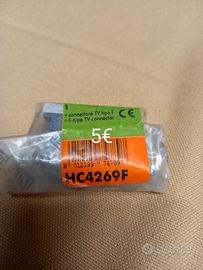 • connettore TV tipo F
• F-type TV connector
CE
5€
HC4269F